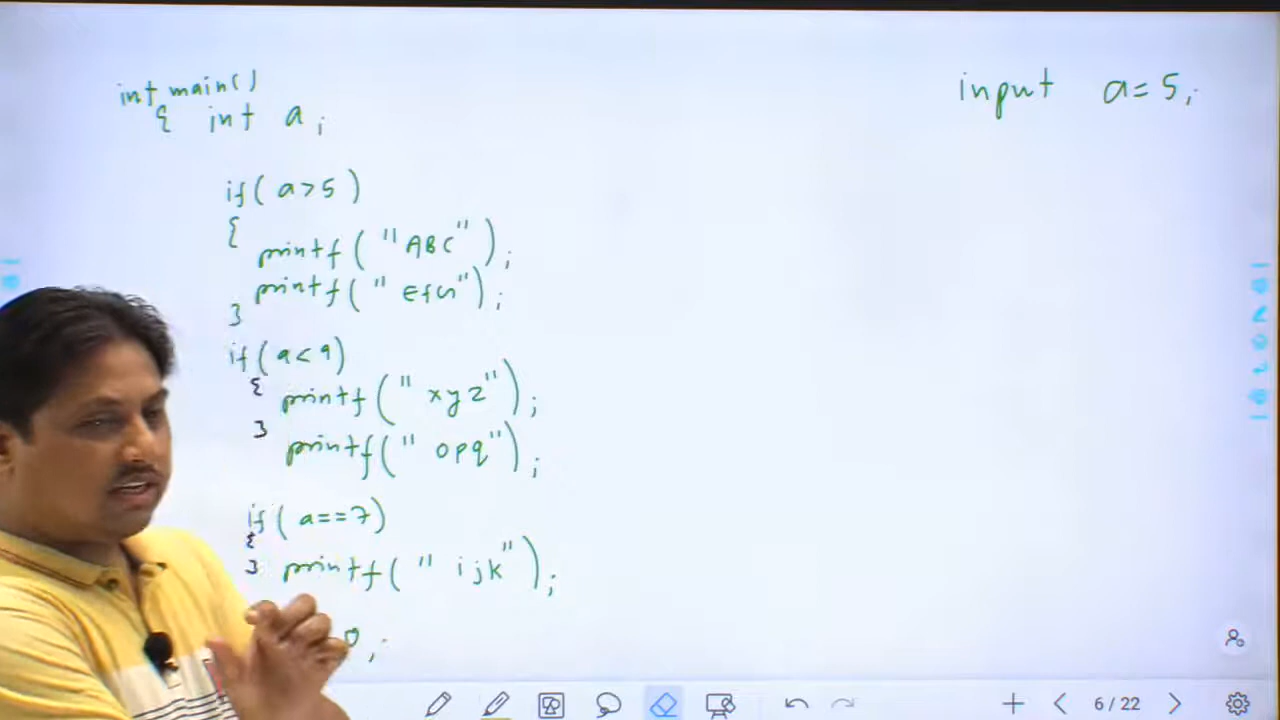 int main()
{ int a;
input a=5;
if( a>5 )
{
printf( "ABC" );
printf( "EFG" );
}
if( a<9)
{ printf( "xyz" );
}
printf( "opq" );
if( a==7)
{
} printf( " ijk" );
0;
6/22